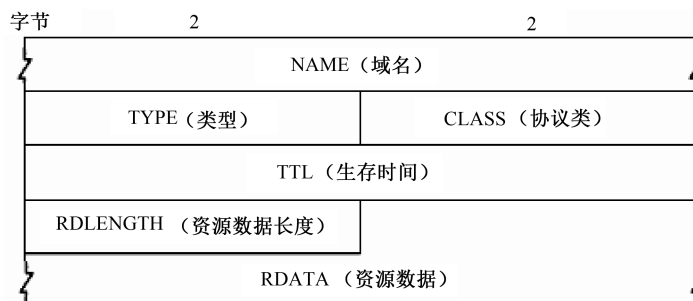 字节 2 2
NAME（域名）
TYPE（类型） CLASS（协议类）
TTL（生存时间）
RDLENGTH（资源数据长度）
RDATA（资源数据）